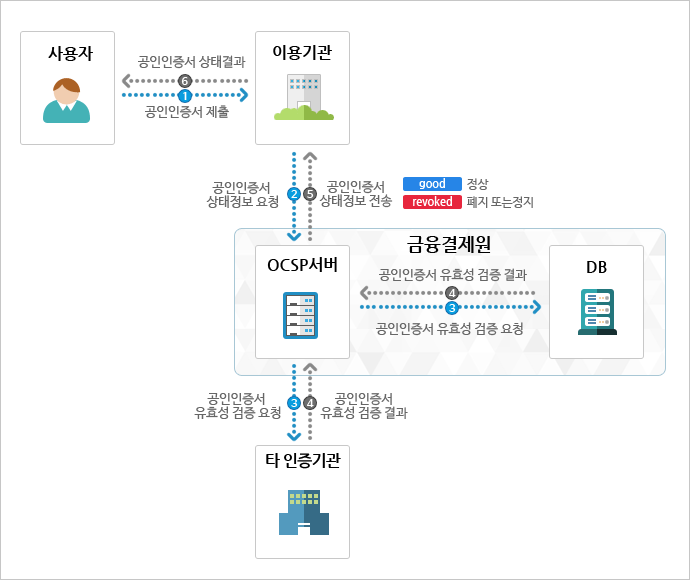 사용자
공인인증서 상태결과
6
1
공인인증서 제출
이용기관
공인인증서
상태정보 요청
2
5
공인인증서
상태정보 전송
good 정상
revoked 폐지 또는정지
금융결제원
OCSP서버
공인인증서 유효성 검증 결과
4
3
공인인증서 유효성 검증 요청
DB
공인인증서
유효성 검증 요청
3
4
공인인증서
유효성 검증 결과
타 인증기관